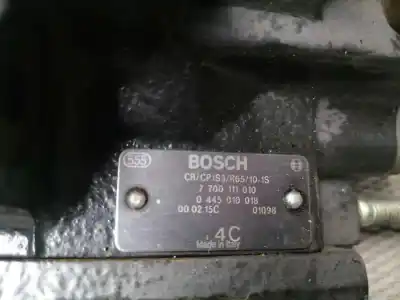 555 BOSCH
CR/CP1S3/R65/10-1S
7 700 111 010
0 445 010 018
00.02.15C 01098
4C
Made in Italy